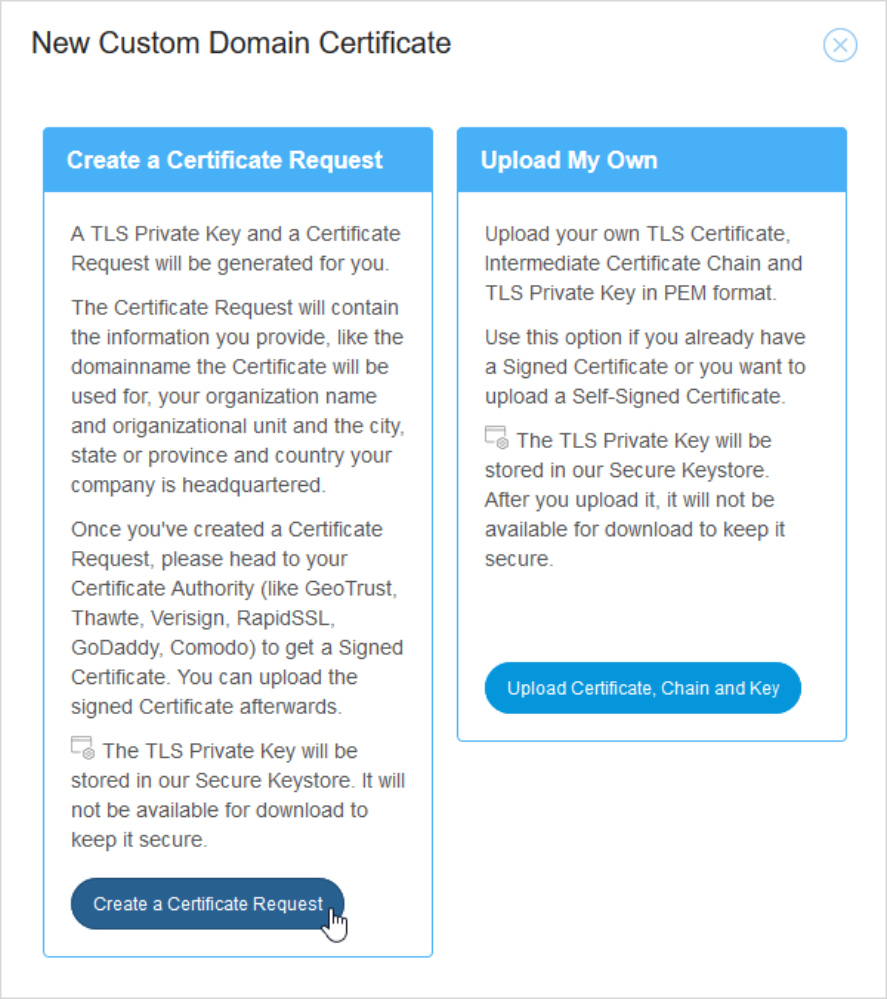 New Custom Domain Certificate
Create a Certificate Request
A TLS Private Key and a Certificate
Request will be generated for you.
The Certificate Request will contain
the information you provide, like the
domainname the Certificate will be
used for, your organization name
and origanizational unit and the city,
state or province and country your
company is headquartered.
Once you've created a Certificate
Request, please head to your
Certificate Authority (like GeoTrust,
Thawte, Verisign, RapidSSL,
GoDaddy, Comodo) to get a Signed
Certificate. You can upload the
signed Certificate afterwards.
The TLS Private Key will be
stored in our Secure Keystore. It will
not be available for download to
keep it secure.
Create a Certificate Request
Upload My Own
Upload your own TLS Certificate,
Intermediate Certificate Chain and
TLS Private Key in PEM format.
Use this option if you already have
a Signed Certificate or you want to
upload a Self-Signed Certificate.
The TLS Private Key will be
stored in our Secure Keystore.
After you upload it, it will not be
available for download to keep it
secure.
Upload Certificate, Chain and Key